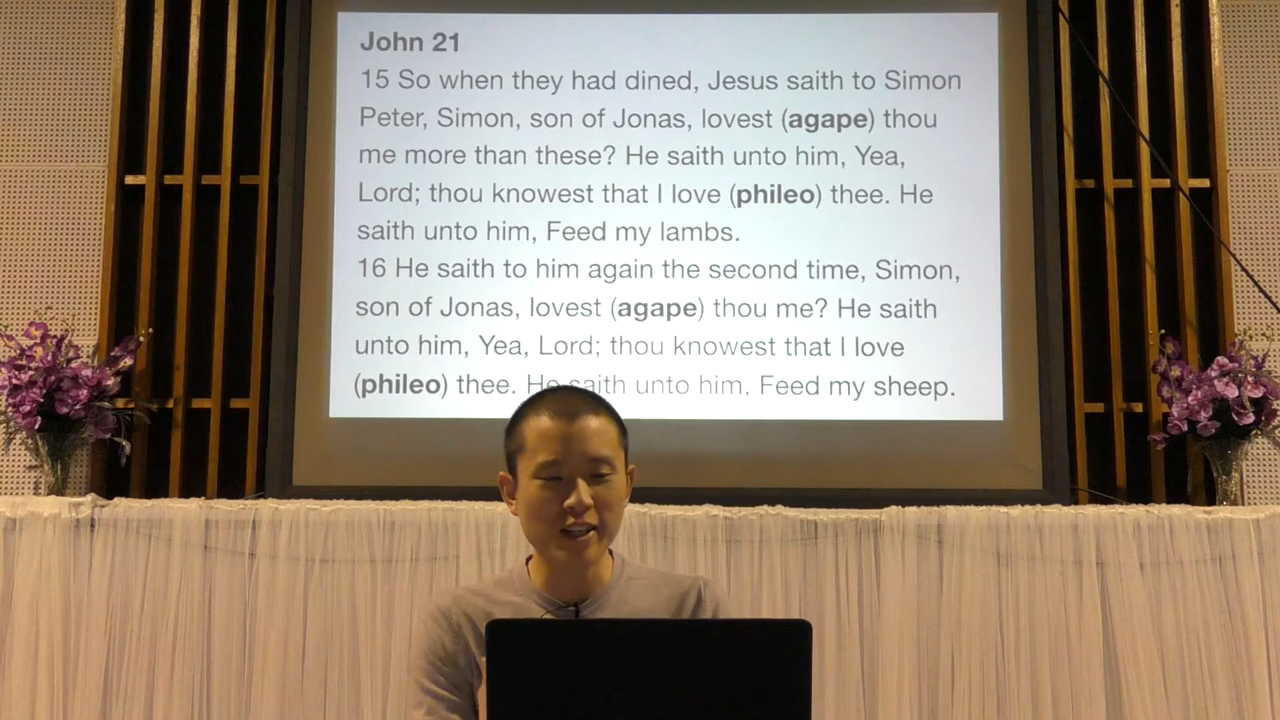 John 21
15 So when they had dined, Jesus saith to Simon
Peter, Simon, son of Jonas, lovest (agape) thou
me more than these? He saith unto him, Yea,
Lord; thou knowest that I love (phileo) thee. He
saith unto him, Feed my lambs.
16 He saith to him again the second time, Simon,
son of Jonas, lovest (agape) thou me? He saith
unto him, Yea, Lord; thou knowest that I love
(phileo) thee. He saith unto him, Feed my sheep.